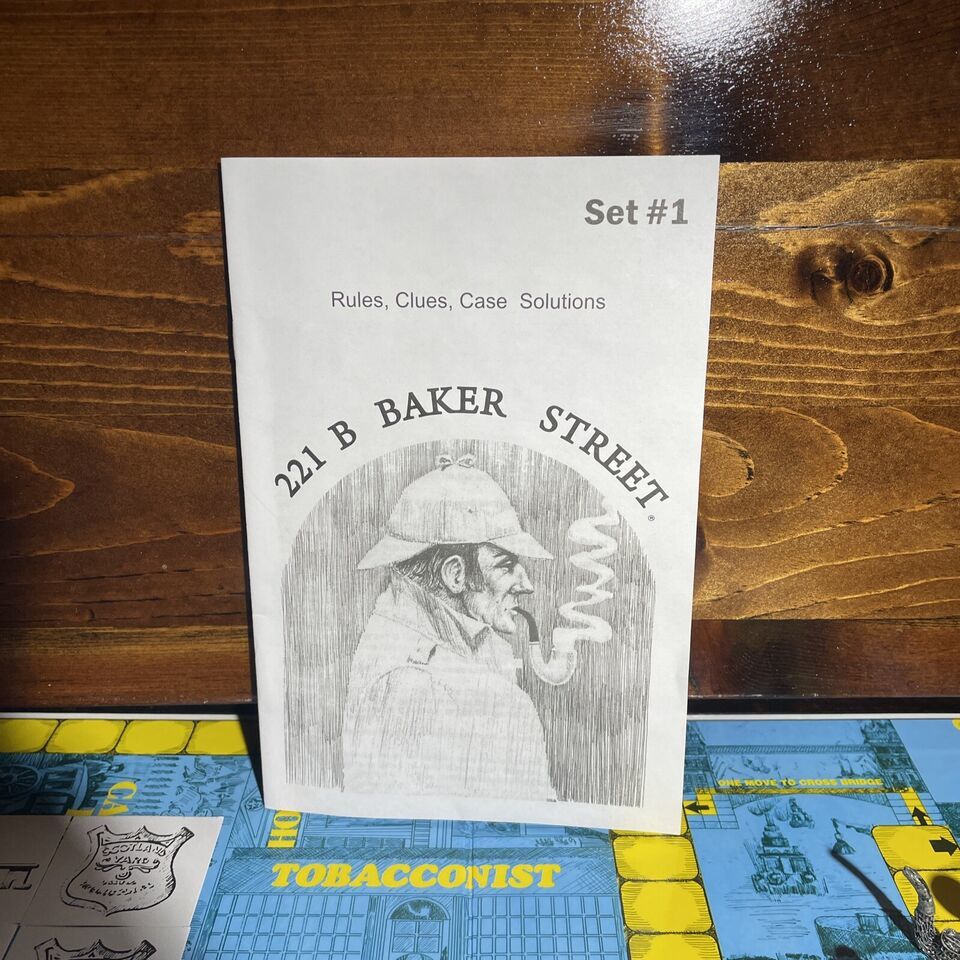 Set #1
Rules, Clues, Case Solutions
221 B BAKER STREET
®
ONE MOVE TO CROSS BRIDGE
TOBACCONIST
SCOTLAND
YARD